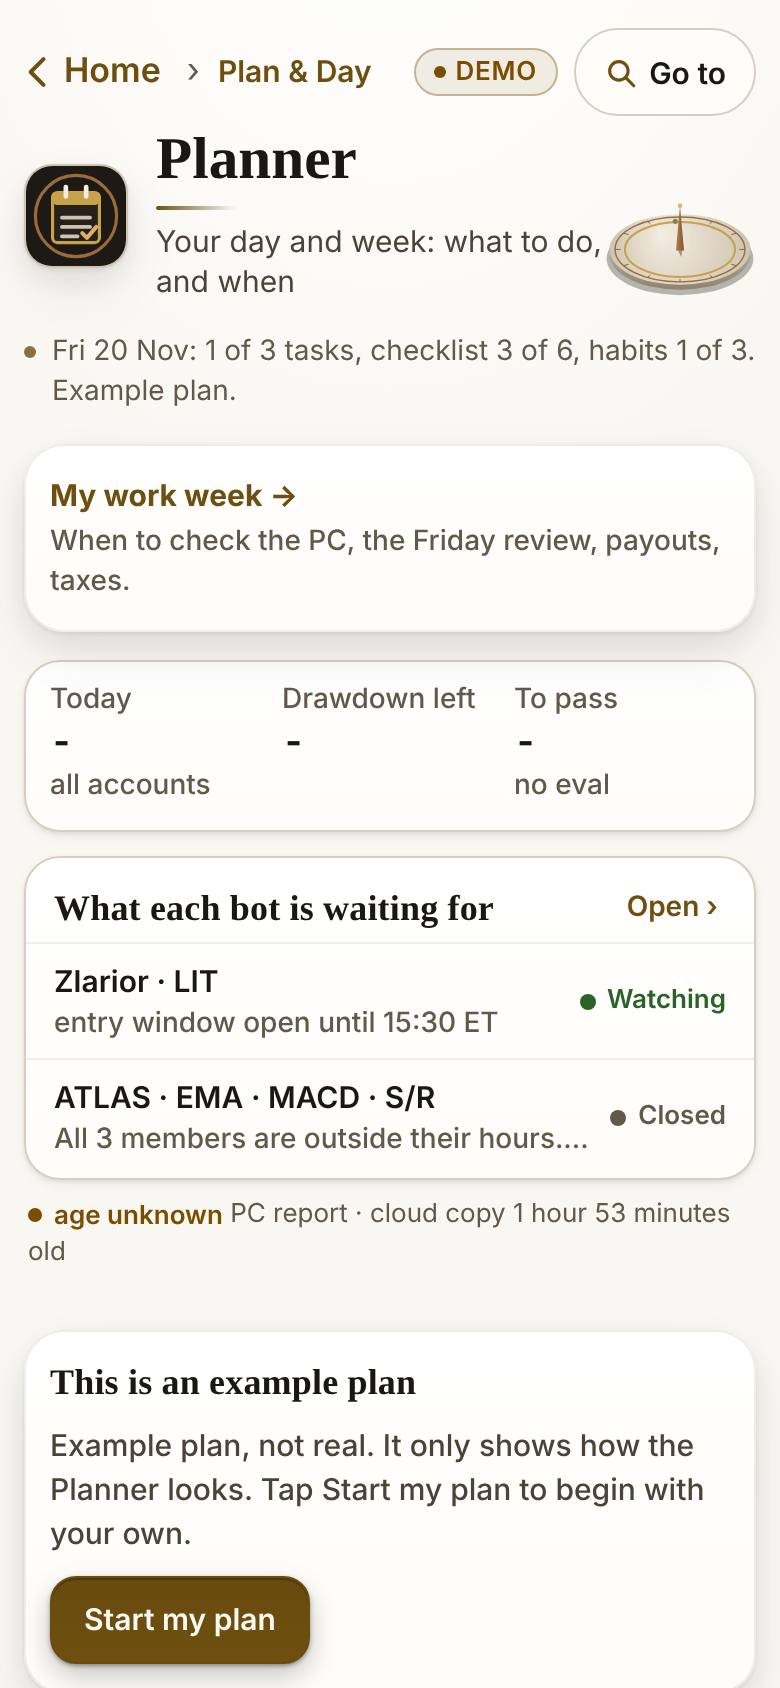 Home › Plan & Day
DEMO
Go to
Planner
Your day and week: what to do,
and when
Fri 20 Nov: 1 of 3 tasks, checklist 3 of 6, habits 1 of 3.
Example plan.
My work week →
When to check the PC, the Friday review, payouts,
taxes.
Today
-
all accounts
Drawdown left
-
To pass
-
no eval
What each bot is waiting for
Open ›
Zlarior · LIT
entry window open until 15:30 ET
Watching
ATLAS · EMA · MACD · S/R
All 3 members are outside their hours....
Closed
age unknown PC report · cloud copy 1 hour 53 minutes
old
This is an example plan
Example plan, not real. It only shows how the
Planner looks. Tap Start my plan to begin with
your own.
Start my plan